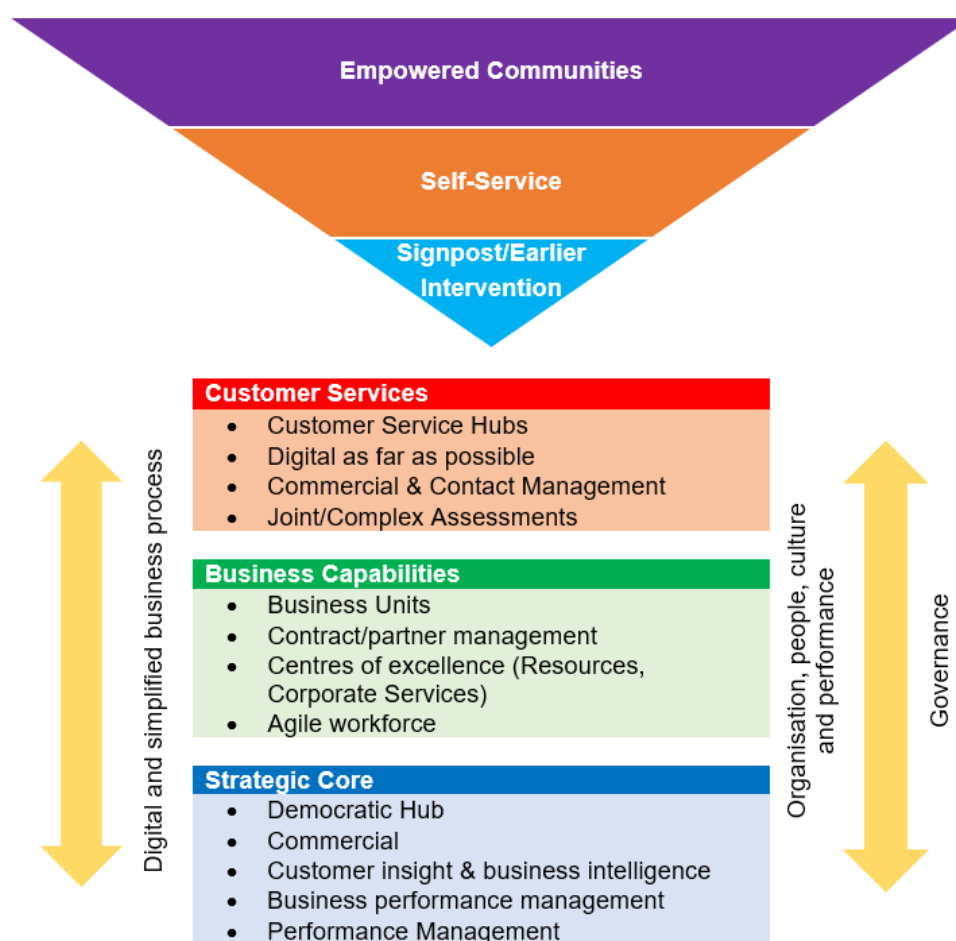 Empowered Communities
Self-Service
Signpost/Earlier
Intervention
Customer Services
• Customer Service Hubs
• Digital as far as possible
• Commercial & Contact Management
• Joint/Complex Assessments
Business Capabilities
• Business Units
• Contract/partner management
• Centres of excellence (Resources,
Corporate Services)
• Agile workforce
Strategic Core
• Democratic Hub
• Commercial
• Customer insight & business intelligence
• Business performance management
• Performance Management
Digital and simplified business process
Organisation, people, culture
and performance
Governance